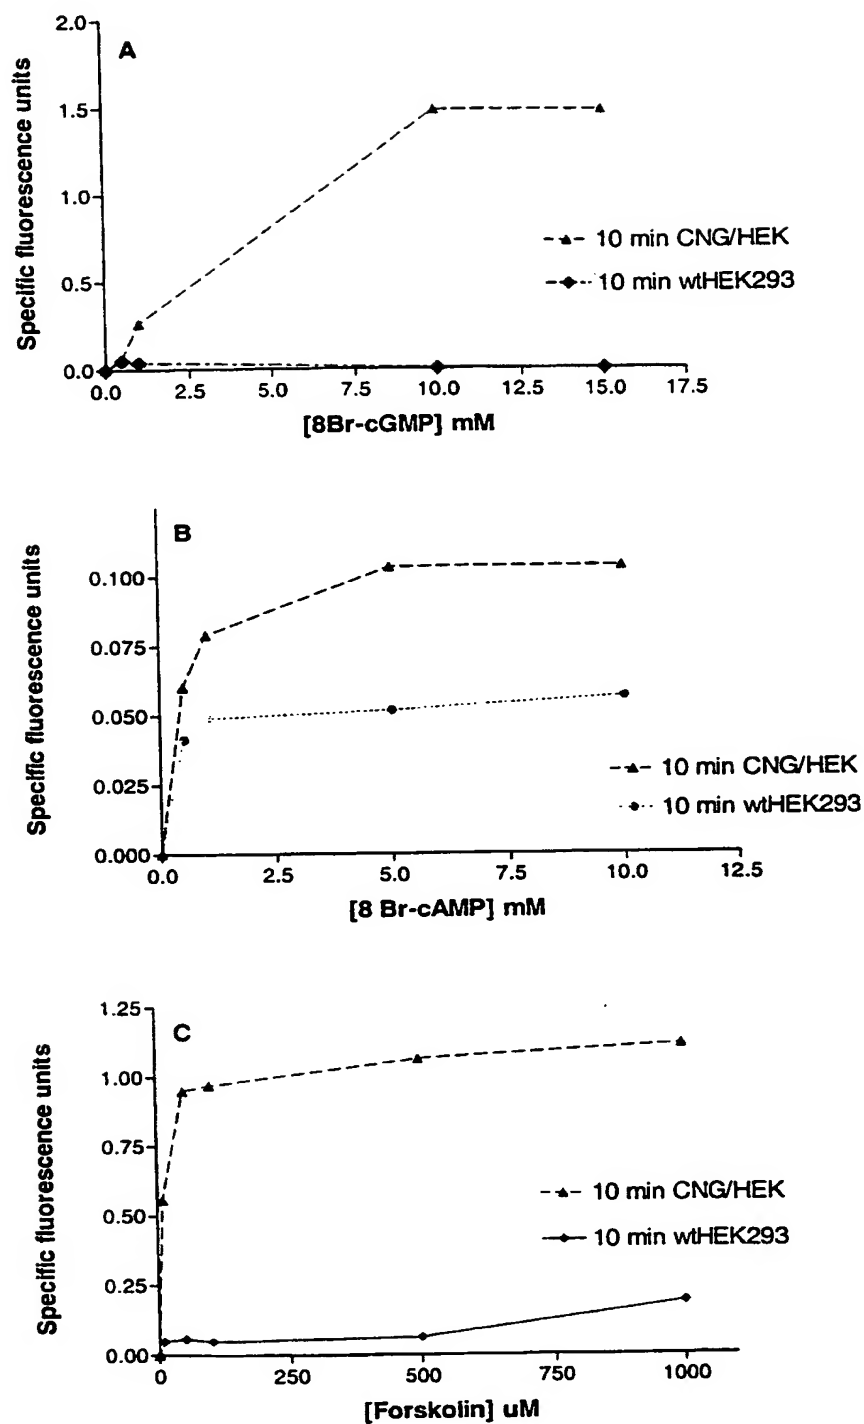 A
Specific fluorescence units
2.0
1.5
1.0
0.5
0.0
0.0 2.5 5.0 7.5 10.0 12.5 15.0 17.5
[8Br-cGMP] mM
10 min CNG/HEK
10 min wtHEK293
B
Specific fluorescence units
0.100
0.075
0.050
0.025
0.000
0.0 2.5 5.0 7.5 10.0 12.5
[8 Br-cAMP] mM
10 min CNG/HEK
10 min wtHEK293
C
Specific fluorescence units
1.25
1.00
0.75
0.50
0.25
0.00
0 250 500 750 1000
[Forskolin] uM
10 min CNG/HEK
10 min wtHEK293